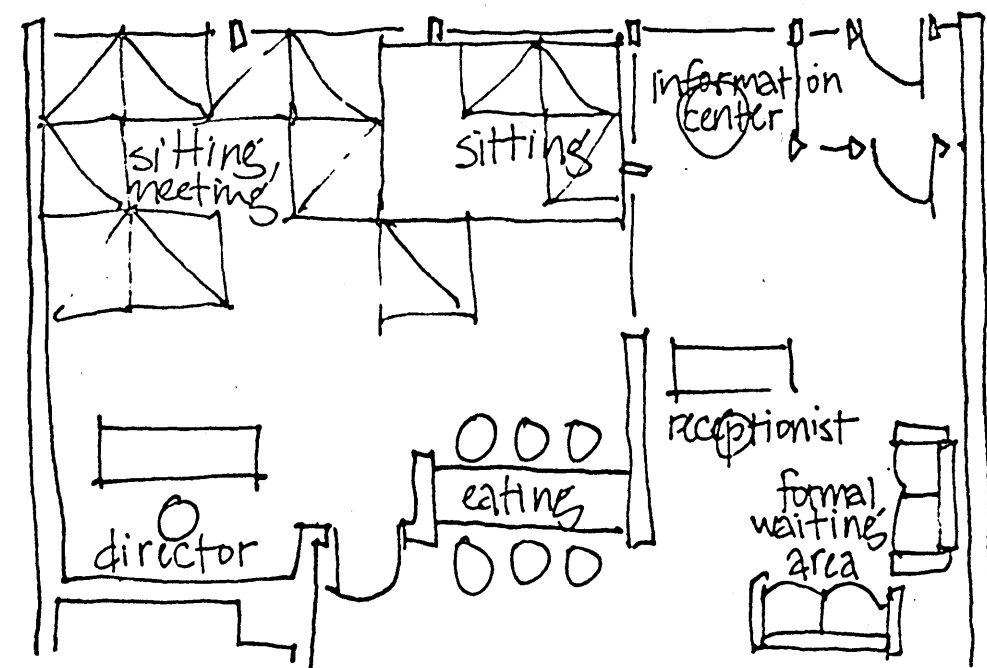 information
center
sitting,
meeting,
sitting
receptionist
eating
formal
waiting
area
director